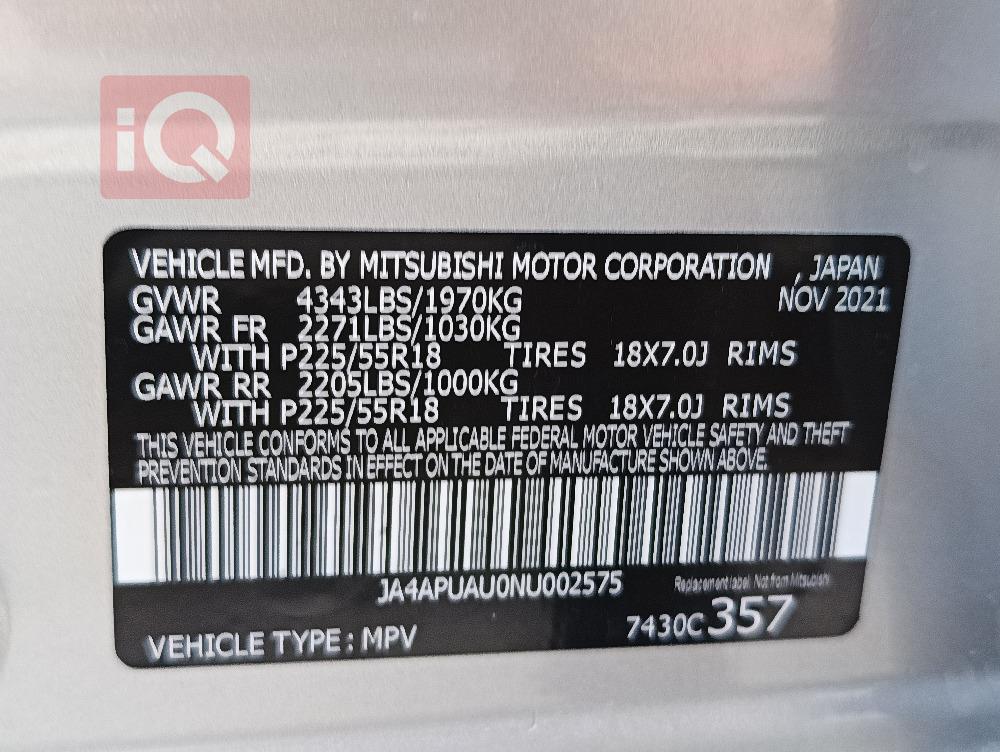 iQ
VEHICLE MFD. BY MITSUBISHI MOTOR CORPORATION , JAPAN
GVWR 4343LBS/1970KG NOV 2021
GAWR FR 2271LBS/1030KG
WITH P225/55R18 TIRES 18X7.0J RIMS
GAWR RR 2205LBS/1000KG
WITH P225/55R18 TIRES 18X7.0J RIMS
THIS VEHICLE CONFORMS TO ALL APPLICABLE FEDERAL MOTOR VEHICLE SAFETY AND THEFT
PREVENTION STANDARDS IN EFFECT ON THE DATE OF MANUFACTURE SHOWN ABOVE.
JA4APUAU0NU002575 Replacement label. Not from Mitsubishi
VEHICLE TYPE : MPV 7430C 357